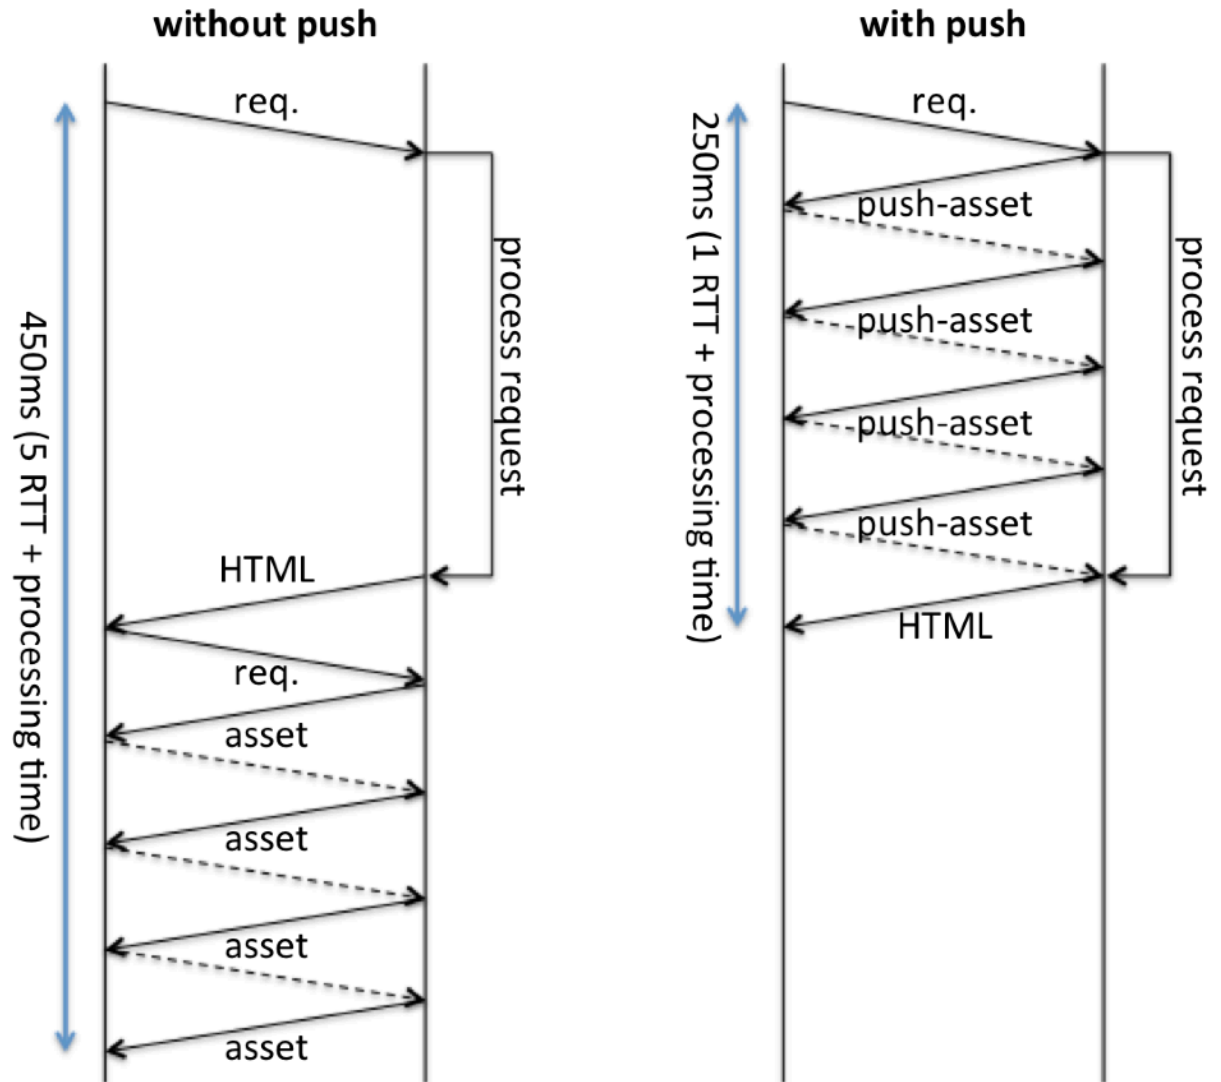 without push
req.
process request
450ms (5 RTT + processing time)
HTML
req.
asset
asset
asset
asset
with push
req.
250ms (1 RTT + processing time)
push-asset
process request
push-asset
push-asset
push-asset
HTML